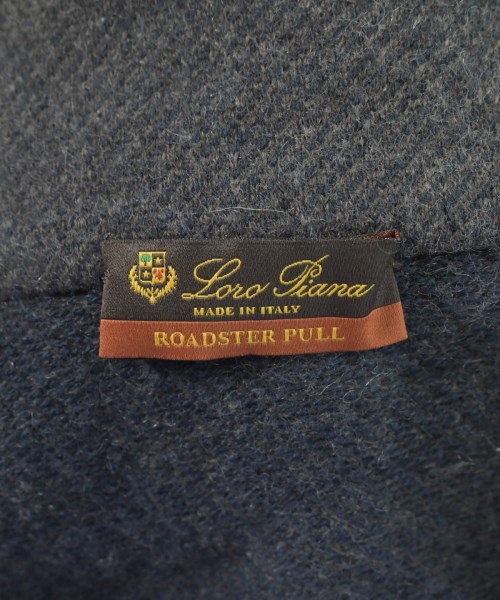 Loro Piana
MADE IN ITALY
ROADSTER PULL